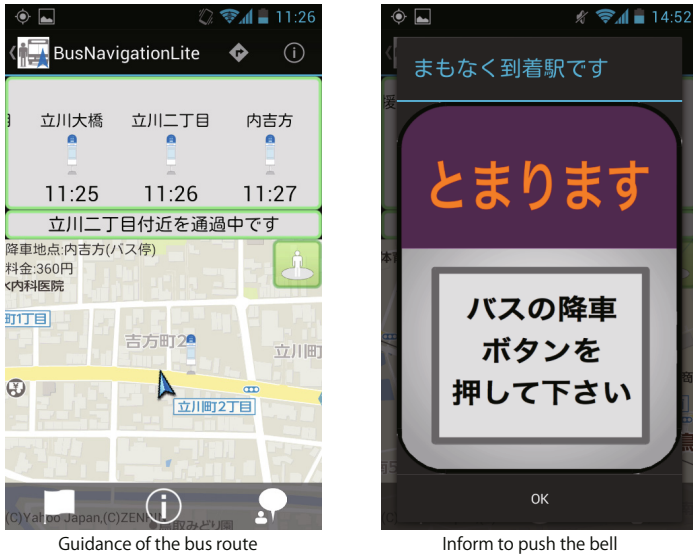 11:26
BusNavigationLite
立川大橋
立川二丁目
内吉方
11:25
11:26
11:27
立川二丁目付近を通過中です
降車地点:内吉方(バス停)
料金:360円
内科医院
町1丁目
吉方町2
立川町
立川町2丁目
(C)Yahoo Japan,(C)ZENRIN
鳥取みどり園
Guidance of the bus route
14:52
まもなく到着駅です
とまります
バスの降車
ボタンを
押して下さい
OK
Inform to push the bell